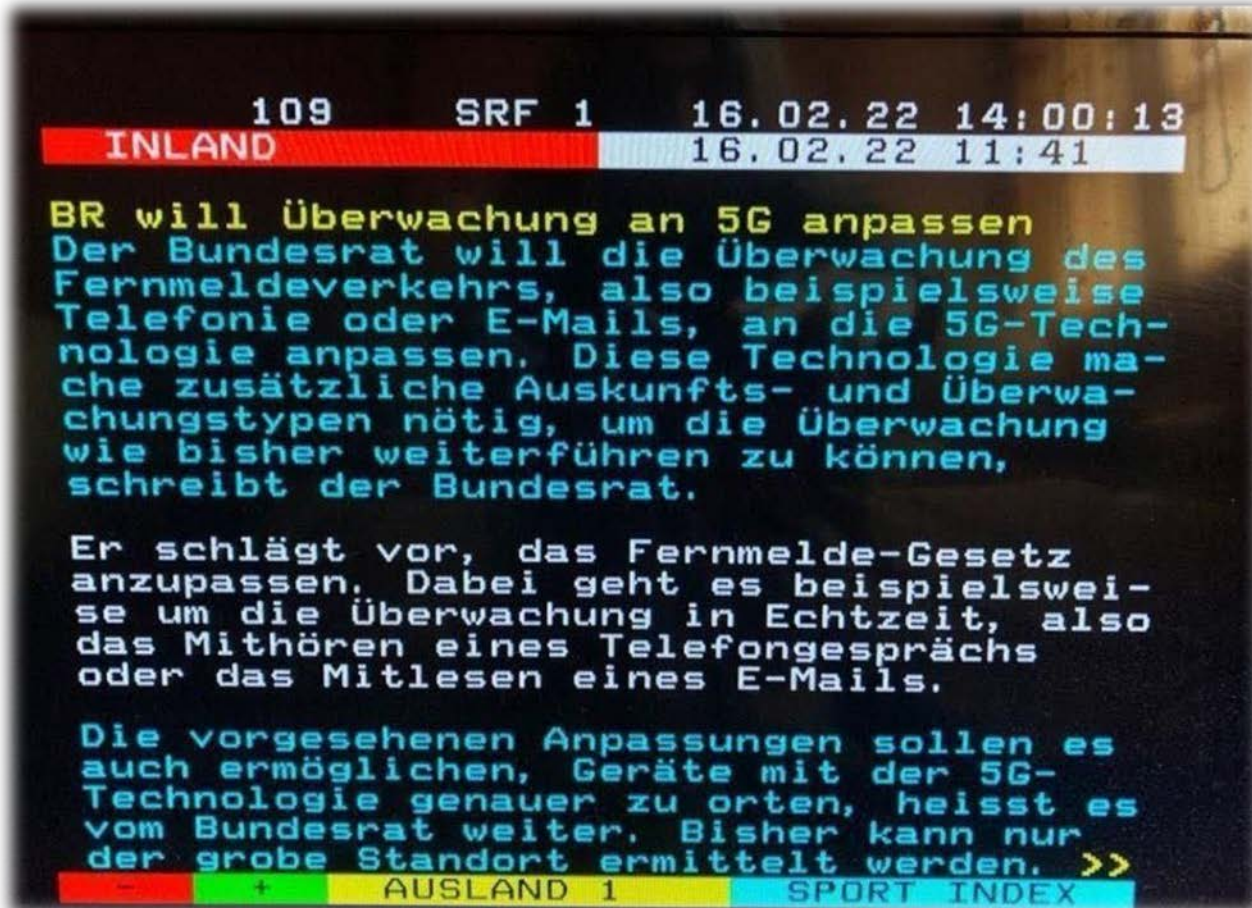 109 SRF 1 16.02.22 14:00:13
INLAND 16.02.22 11:41
BR will Überwachung an 5G anpassen
Der Bundesrat will die Überwachung des
Fernmeldeverkehrs, also beispielsweise
Telefonie oder E-Mails, an die 5G-Tech-
nologie anpassen. Diese Technologie ma-
che zusätzliche Auskunfts- und Überwa-
chungstypen nötig, um die Überwachung
wie bisher weiterführen zu können,
schreibt der Bundesrat.
Er schlägt vor, das Fernmelde-Gesetz
anzupassen. Dabei geht es beispielswei-
se um die Überwachung in Echtzeit, also
das Mithören eines Telefongesprächs
oder das Mitlesen eines E-Mails.
Die vorgesehenen Anpassungen sollen es
auch ermöglichen, Geräte mit der 5G-
Technologie genauer zu orten, heisst es
vom Bundesrat weiter. Bisher kann nur
der grobe Standort ermittelt werden. >>
- + AUSLAND 1 SPORT INDEX